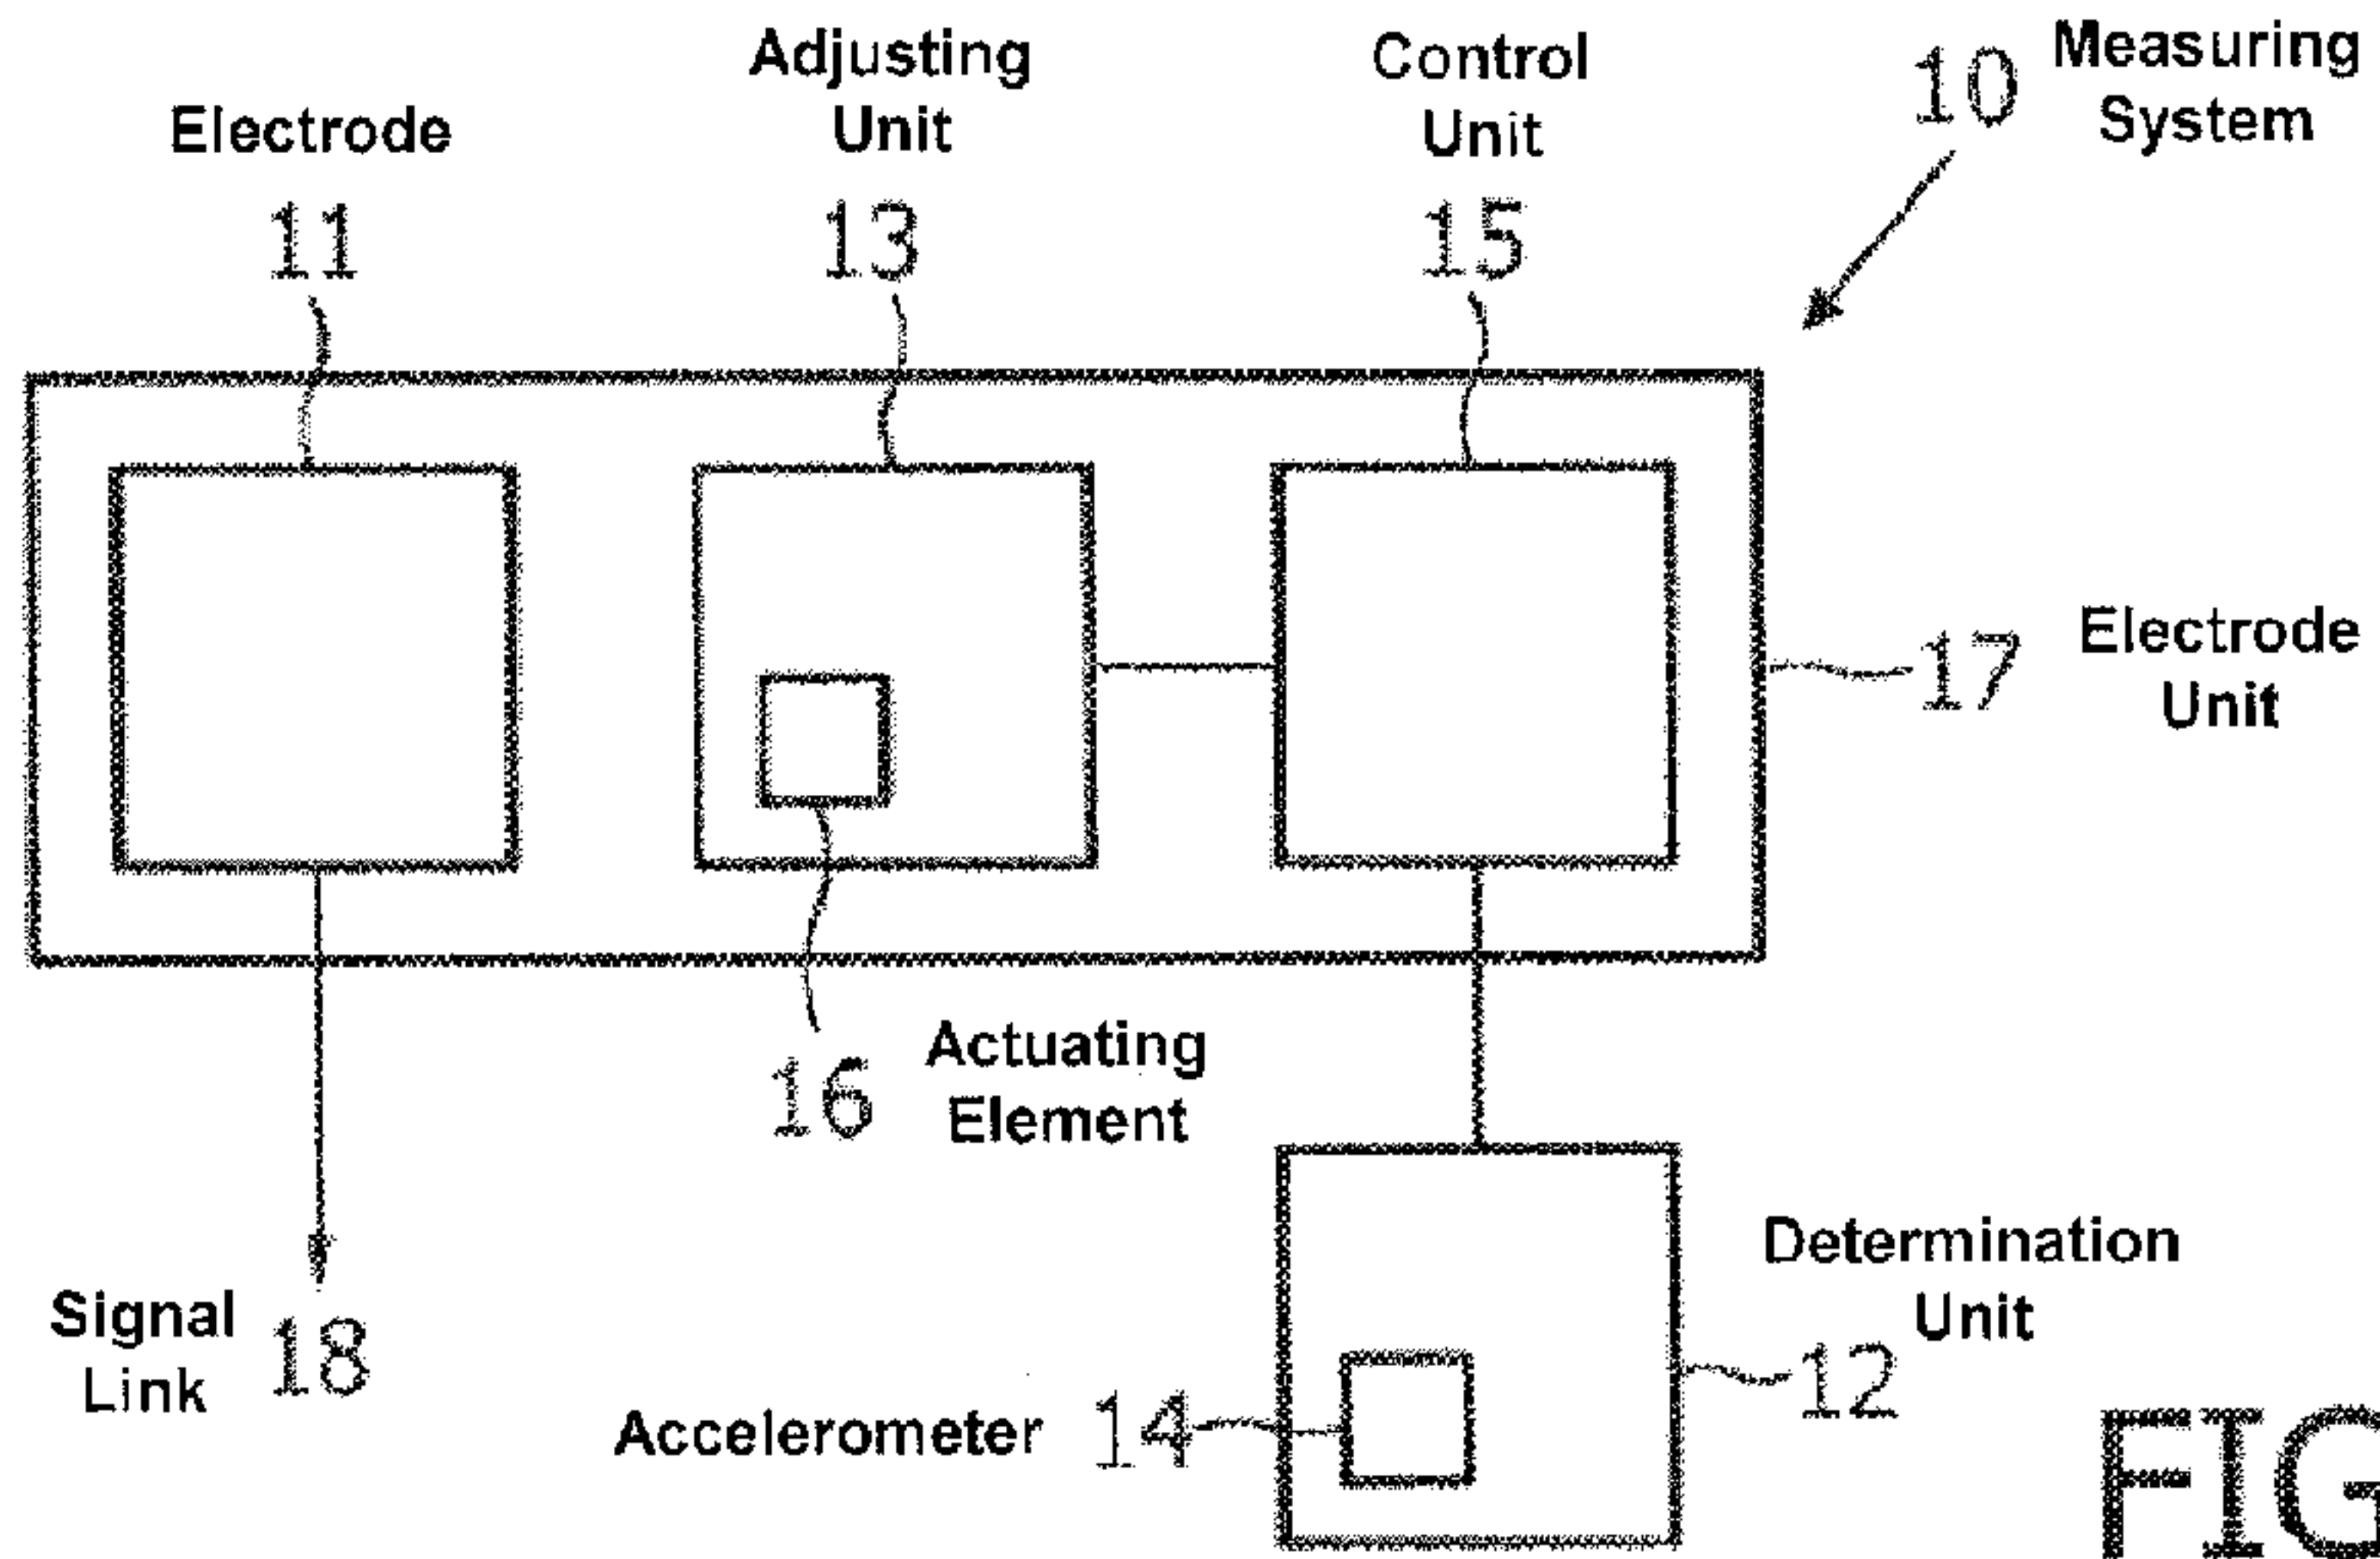 Electrode
11
Adjusting
Unit
13
Control
Unit
15
10
Measuring
System
17
Electrode
Unit
16
Actuating
Element
Signal
Link
18
Determination
Unit
12
Accelerometer 14
FIG